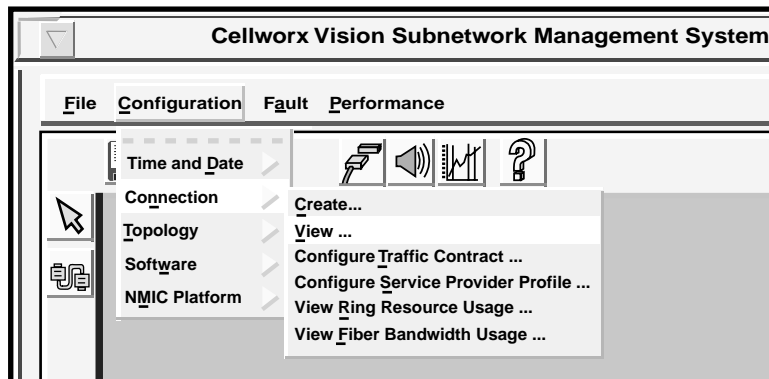 Cellworx Vision Subnetwork Management System
File Configuration Fault Performance
Time and Date
Connection
Topology
Software
NMIC Platform
Create...
View ...
Configure Traffic Contract ...
Configure Service Provider Profile ...
View Ring Resource Usage ...
View Fiber Bandwidth Usage ...